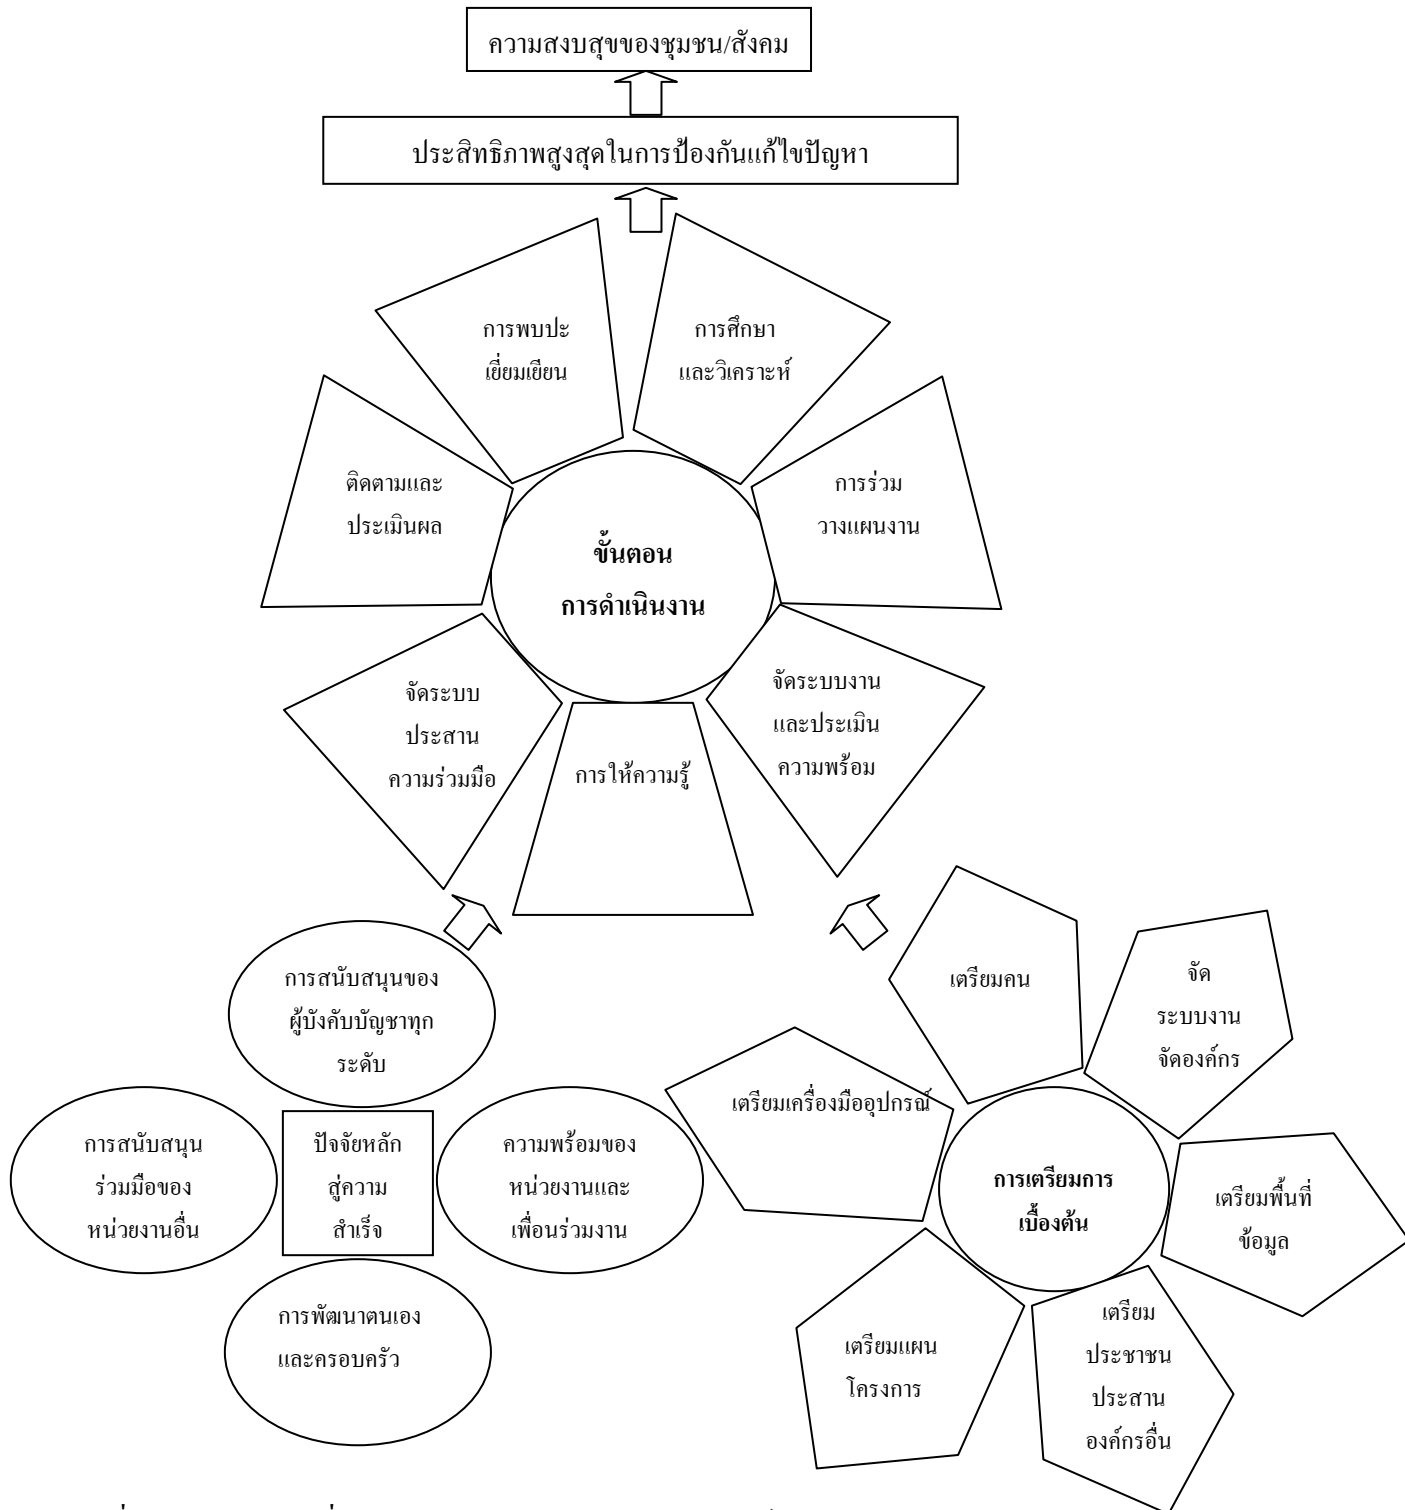 ความสงบสุขของชุมชน/สังคม
ประสิทธิภาพสูงสุดในการป้องกันแก้ไขปัญหา
การพบปะ
เยี่ยมเยียน
การศึกษา
และวิเคราะห์
ติดตามและ
ประเมินผล
การร่วม
วางแผนงาน
ขั้นตอน
การดำเนินงาน
จัดระบบ
ประสาน
ความร่วมมือ
การให้ความรู้
จัดระบบงาน
และประเมิน
ความพร้อม
การสนับสนุนของ
ผู้บังคับบัญชาทุก
ระดับ
การสนับสนุน
ร่วมมือของ
หน่วยงานอื่น
ปัจจัยหลัก
สู่ความ
สำเร็จ
ความพร้อมของ
หน่วยงานและ
เพื่อนร่วมงาน
การพัฒนาตนเอง
และครอบครัว
เตรียมคน
จัด
ระบบงาน
จัดองค์กร
เตรียมเครื่องมืออุปกรณ์
การเตรียมการ
เบื้องต้น
เตรียมพื้นที่
ข้อมูล
เตรียมแผน
โครงการ
เตรียม
ประชาชน
ประสาน
องค์กรอื่น